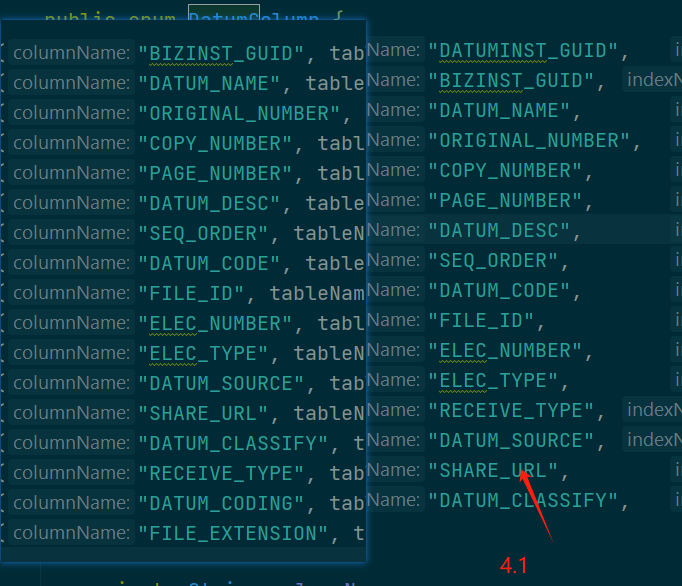 public enum DatumColumn {
columnName: "BIZINST_GUID", tab
columnName: "DATUM_NAME", table
columnName: "ORIGINAL_NUMBER",
columnName: "COPY_NUMBER", tabl
columnName: "PAGE_NUMBER", tabl
columnName: "DATUM_DESC", table
columnName: "SEQ_ORDER", tableN
columnName: "DATUM_CODE", table
columnName: "FILE_ID", tableNam
columnName: "ELEC_NUMBER", tabl
columnName: "ELEC_TYPE", tableN
columnName: "DATUM_SOURCE", tab
columnName: "SHARE_URL", tableN
columnName: "DATUM_CLASSIFY", t
columnName: "RECEIVE_TYPE", tab
columnName: "DATUM_CODING", tab
columnName: "FILE_EXTENSION", t
Name: "DATUMINST_GUID", i
Name: "BIZINST_GUID", indexN
Name: "DATUM_NAME", i
Name: "ORIGINAL_NUMBER", i
Name: "COPY_NUMBER", i
Name: "PAGE_NUMBER", i
Name: "DATUM_DESC", i
Name: "SEQ_ORDER", i
Name: "DATUM_CODE", i
Name: "FILE_ID", i
Name: "ELEC_NUMBER", i
Name: "ELEC_TYPE", i
Name: "RECEIVE_TYPE", indexN
Name: "DATUM_SOURCE", indexN
Name: "SHARE_URL", i
Name: "DATUM_CLASSIFY", i
4.1